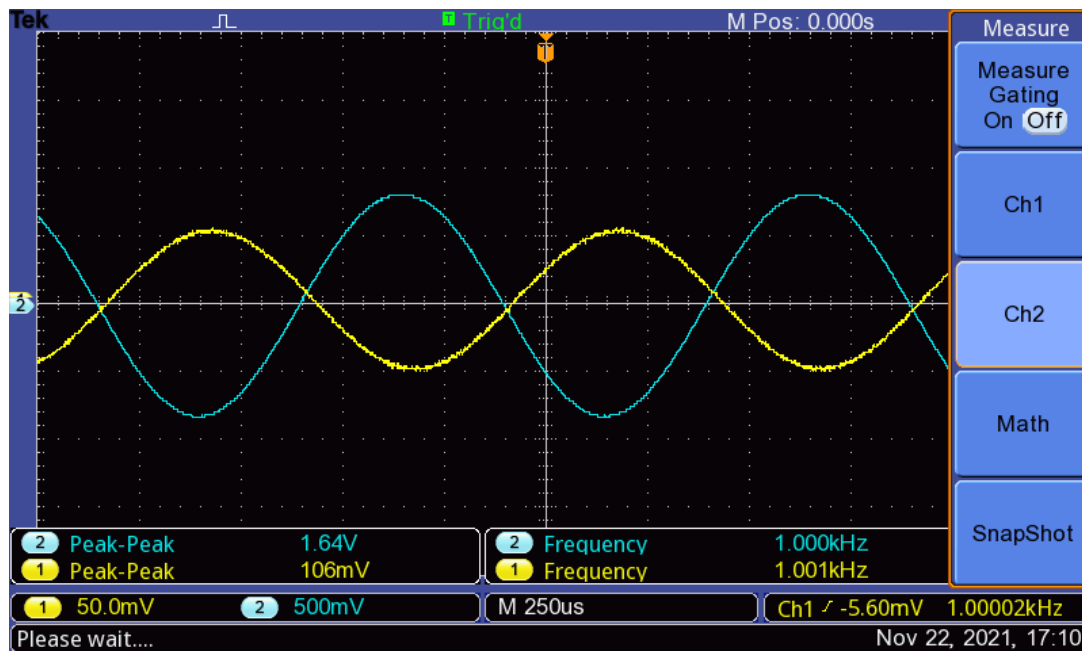 Tek T Trig'd M Pos: 0.000s
Measure
Measure
Gating
On Off
Ch1
Ch2
Math
SnapShot
2
2 Peak-Peak 1.64V 2 Frequency 1.000kHz
1 Peak-Peak 106mV 1 Frequency 1.001kHz
1 50.0mV 2 500mV M 250us Ch1 -5.60mV 1.00002kHz
Please wait.... Nov 22, 2021, 17:10